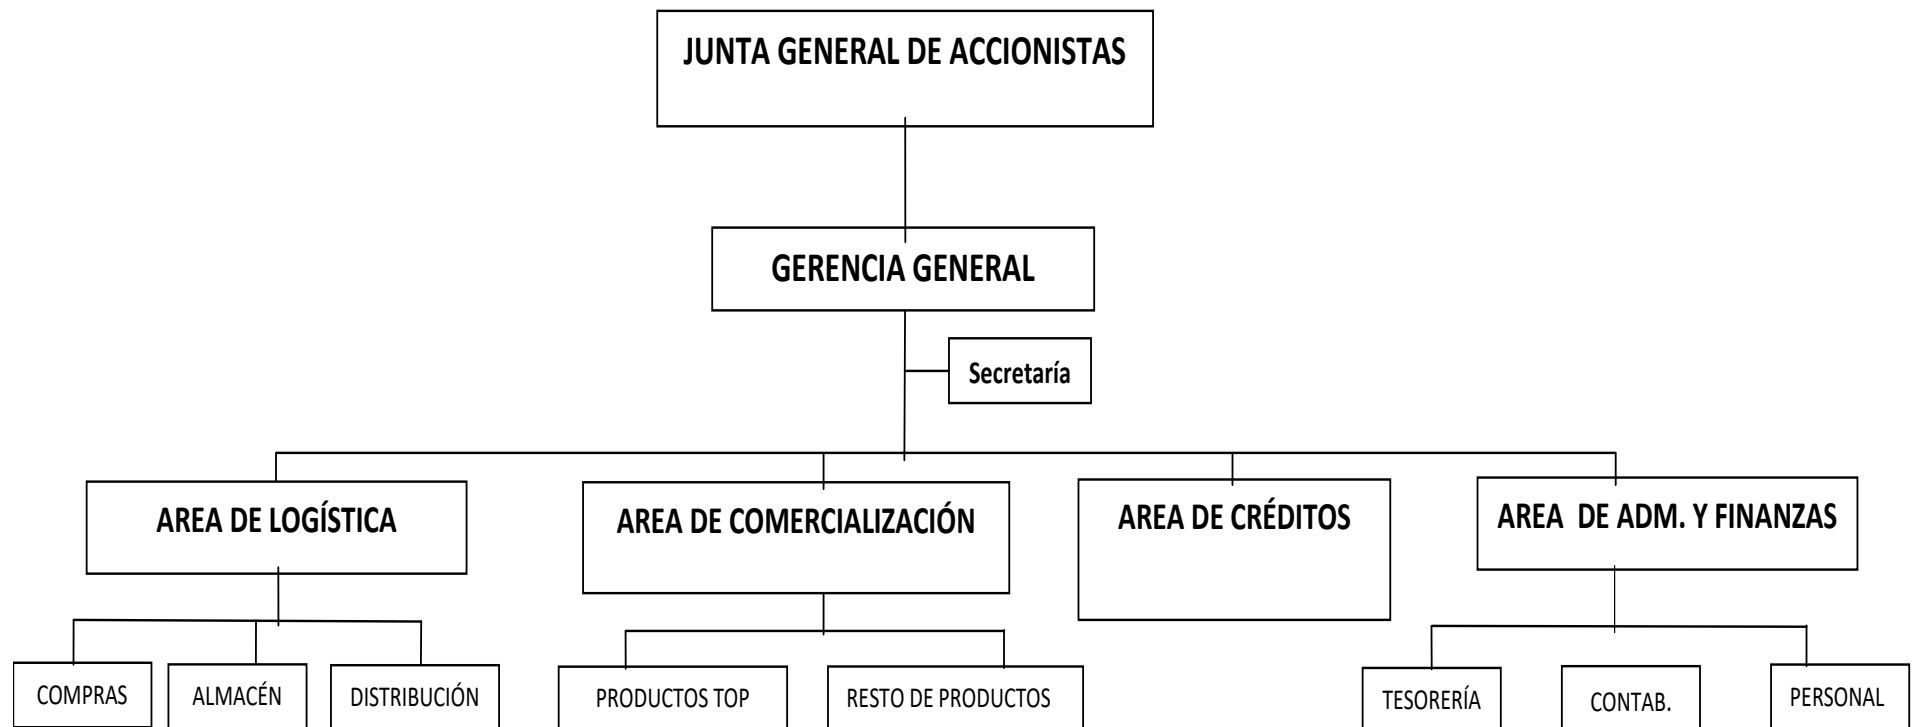 JUNTA GENERAL DE ACCIONISTAS
GERENCIA GENERAL
Secretaría
AREA DE LOGÍSTICA
AREA DE COMERCIALIZACIÓN
AREA DE CRÉDITOS
AREA DE ADM. Y FINANZAS
COMPRAS
ALMACÉN
DISTRIBUCIÓN
PRODUCTOS TOP
RESTO DE PRODUCTOS
TESORERÍA
CONTAB.
PERSONAL